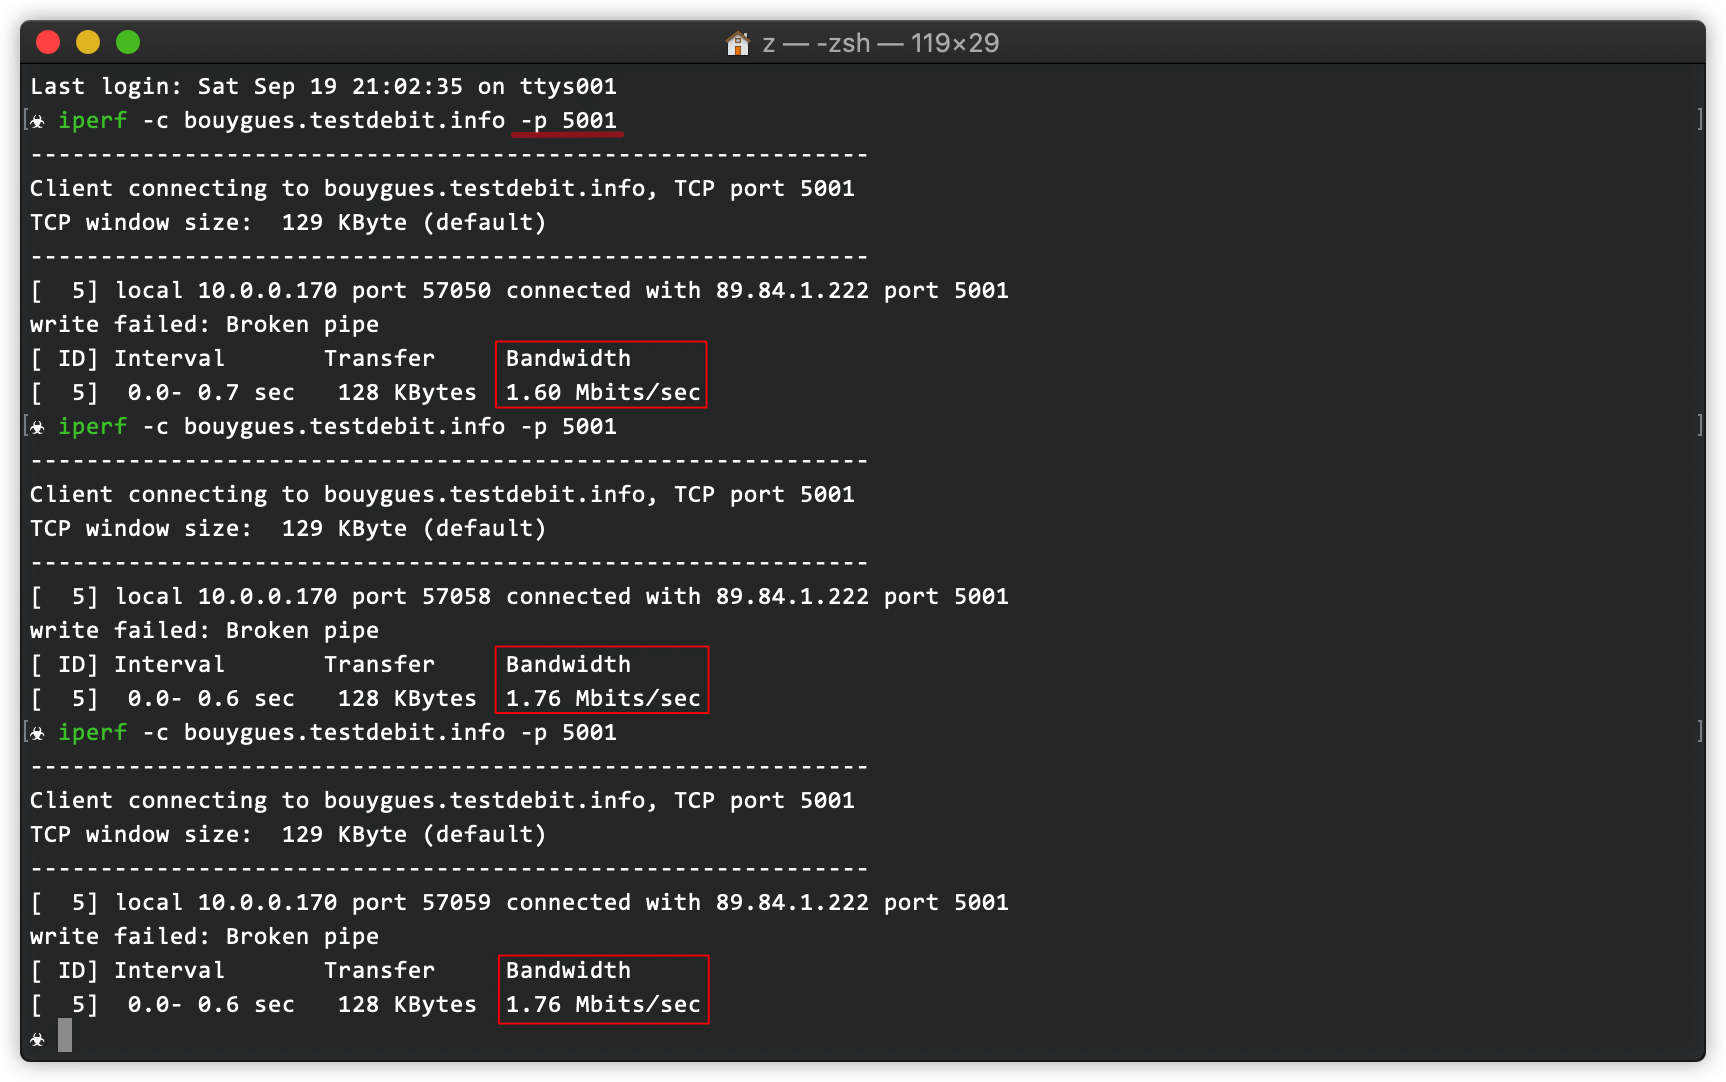 z — -zsh — 119×29
Last login: Sat Sep 19 21:02:35 on ttys001
[☣ iperf -c bouygues.testdebit.info -p 5001 ]
------------------------------------------------------------
Client connecting to bouygues.testdebit.info, TCP port 5001
TCP window size:  129 KByte (default)
------------------------------------------------------------
[  5] local 10.0.0.170 port 57050 connected with 89.84.1.222 port 5001
write failed: Broken pipe
[ ID] Interval       Transfer     Bandwidth
[  5]  0.0- 0.7 sec   128 KBytes  1.60 Mbits/sec
[☣ iperf -c bouygues.testdebit.info -p 5001 ]
------------------------------------------------------------
Client connecting to bouygues.testdebit.info, TCP port 5001
TCP window size:  129 KByte (default)
------------------------------------------------------------
[  5] local 10.0.0.170 port 57058 connected with 89.84.1.222 port 5001
write failed: Broken pipe
[ ID] Interval       Transfer     Bandwidth
[  5]  0.0- 0.6 sec   128 KBytes  1.76 Mbits/sec
[☣ iperf -c bouygues.testdebit.info -p 5001 ]
------------------------------------------------------------
Client connecting to bouygues.testdebit.info, TCP port 5001
TCP window size:  129 KByte (default)
------------------------------------------------------------
[  5] local 10.0.0.170 port 57059 connected with 89.84.1.222 port 5001
write failed: Broken pipe
[ ID] Interval       Transfer     Bandwidth
[  5]  0.0- 0.6 sec   128 KBytes  1.76 Mbits/sec
☣